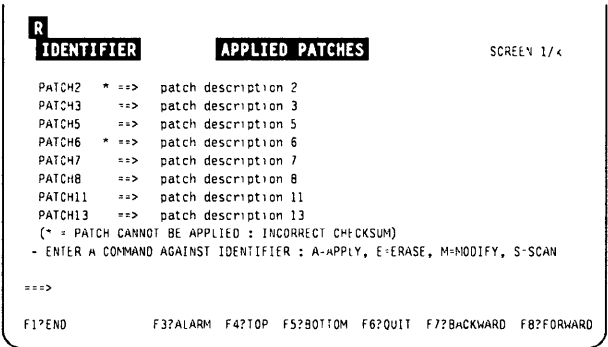 R
IDENTIFIER APPLIED PATCHES SCREEN 1/x
PATCH2 * ==> patch description 2
PATCH3 ==> patch description 3
PATCH5 ==> patch description 5
PATCH6 * ==> patch description 6
PATCH7 ==> patch description 7
PATCH8 ==> patch description 8
PATCH11 ==> patch description 11
PATCH13 ==> patch description 13
(* = PATCH CANNOT BE APPLIED : INCORRECT CHECKSUM)
- ENTER A COMMAND AGAINST IDENTIFIER : A-APPLY, E=ERASE, M=MODIFY, S-SCAN
===>
F1?END F3?ALARM F4?TOP F5?BOTTOM F6?QUIT F7?BACKWARD F8?FORWARD